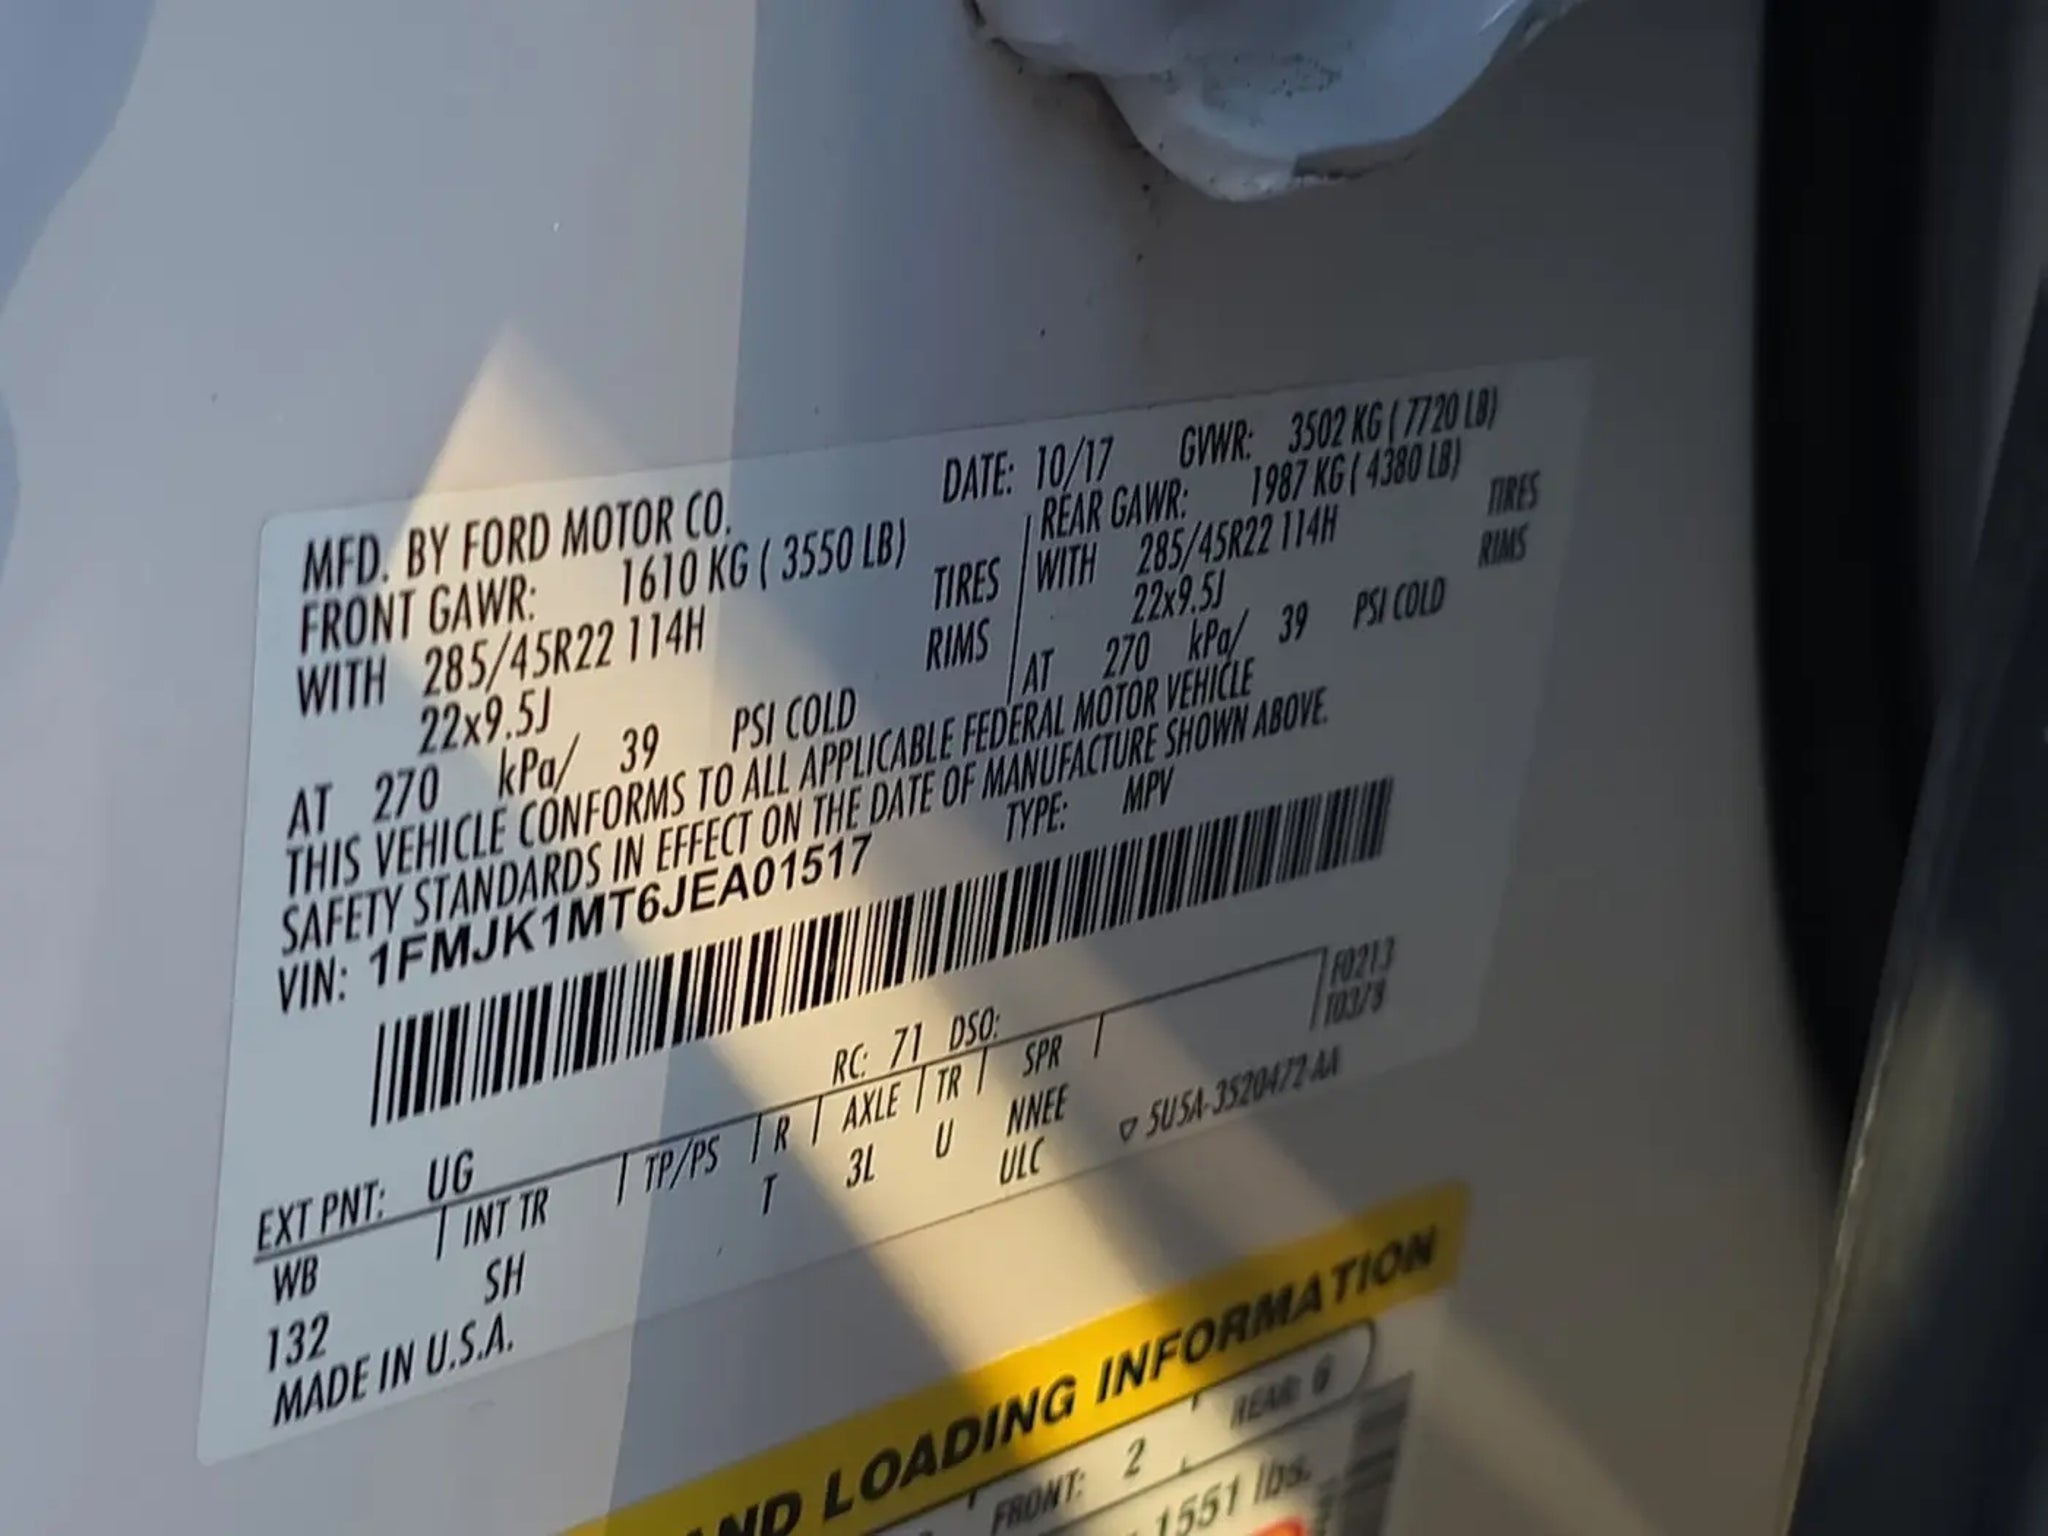 MFD. BY FORD MOTOR CO.
DATE: 10/17 GVWR: 3502 KG ( 7720 LB)
FRONT GAWR: 1610 KG ( 3550 LB)
WITH 285/45R22 114H TIRES
22x9.5J RIMS
AT 270 kPa/ 39 PSI COLD
REAR GAWR: 1987 KG ( 4380 LB)
WITH 285/45R22 114H TIRES
22x9.5J RIMS
AT 270 kPa/ 39 PSI COLD
THIS VEHICLE CONFORMS TO ALL APPLICABLE FEDERAL MOTOR VEHICLE
SAFETY STANDARDS IN EFFECT ON THE DATE OF MANUFACTURE SHOWN ABOVE.
VIN: 1FMJK1MT6JEA01517 TYPE: MPV
F0213
EXT PNT: UG RC: 71 DSO:
WB INT TR TP/PS R AXLE TR SPR
132 SH T 3L U NNEE
ULC
MADE IN U.S.A. ▽ 5U5A-3520472-AA
LOADING INFORMATION
FRONT: 2 REAR
1551 lbs.